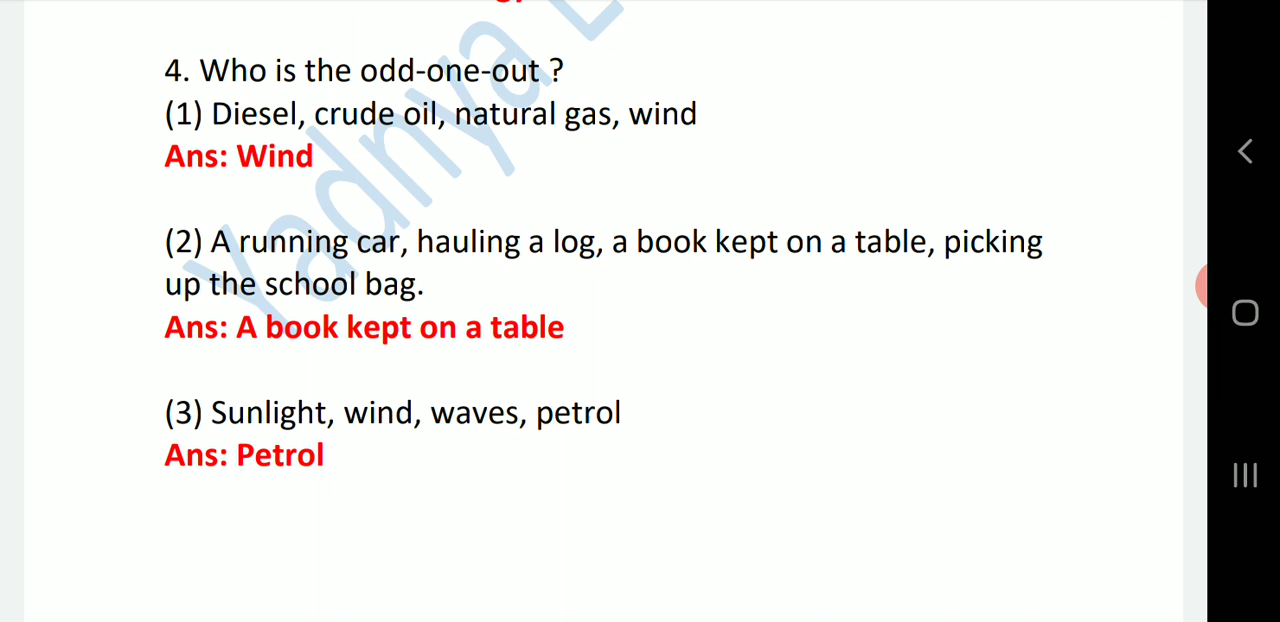 4. Who is the odd-one-out ?
(1) Diesel, crude oil, natural gas, wind
Ans: Wind
(2) A running car, hauling a log, a book kept on a table, picking
up the school bag.
Ans: A book kept on a table
(3) Sunlight, wind, waves, petrol
Ans: Petrol
Yadnya